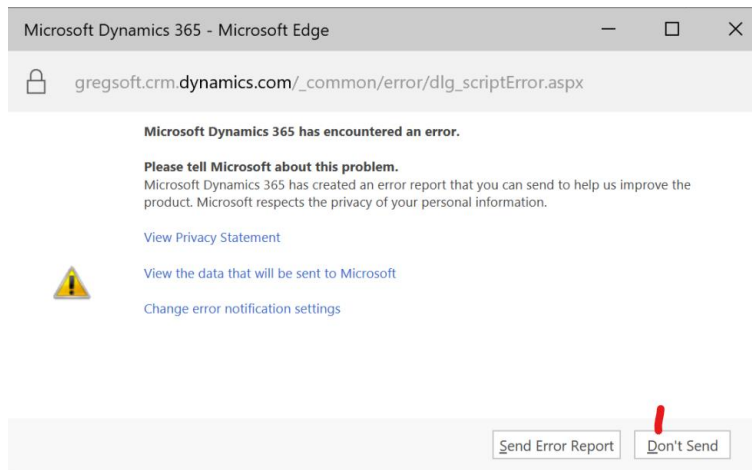 Microsoft Dynamics 365 - Microsoft Edge
gregsoft.crm.dynamics.com/_common/error/dlg_scriptError.aspx
Microsoft Dynamics 365 has encountered an error.
Please tell Microsoft about this problem.
Microsoft Dynamics 365 has created an error report that you can send to help us improve the
product. Microsoft respects the privacy of your personal information.
View Privacy Statement
View the data that will be sent to Microsoft
Change error notification settings
Send Error Report Don't Send